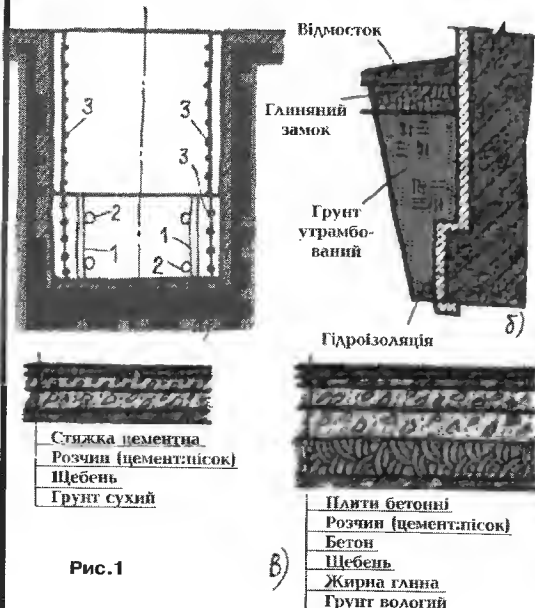 3
3
3
2
1
1
2
Відмосток
Глиняний
замок
Грунт
утрамбо-
ваний
Гідроізоляція
б)
Стяжка цементна
Розчин (цемент:пісок)
Щебень
Грунт сухий
Плити бетонні
Розчин (цемент:пісок)
Бетон
Щебень
Жирна глина
Грунт вологий
в)
Рис.1